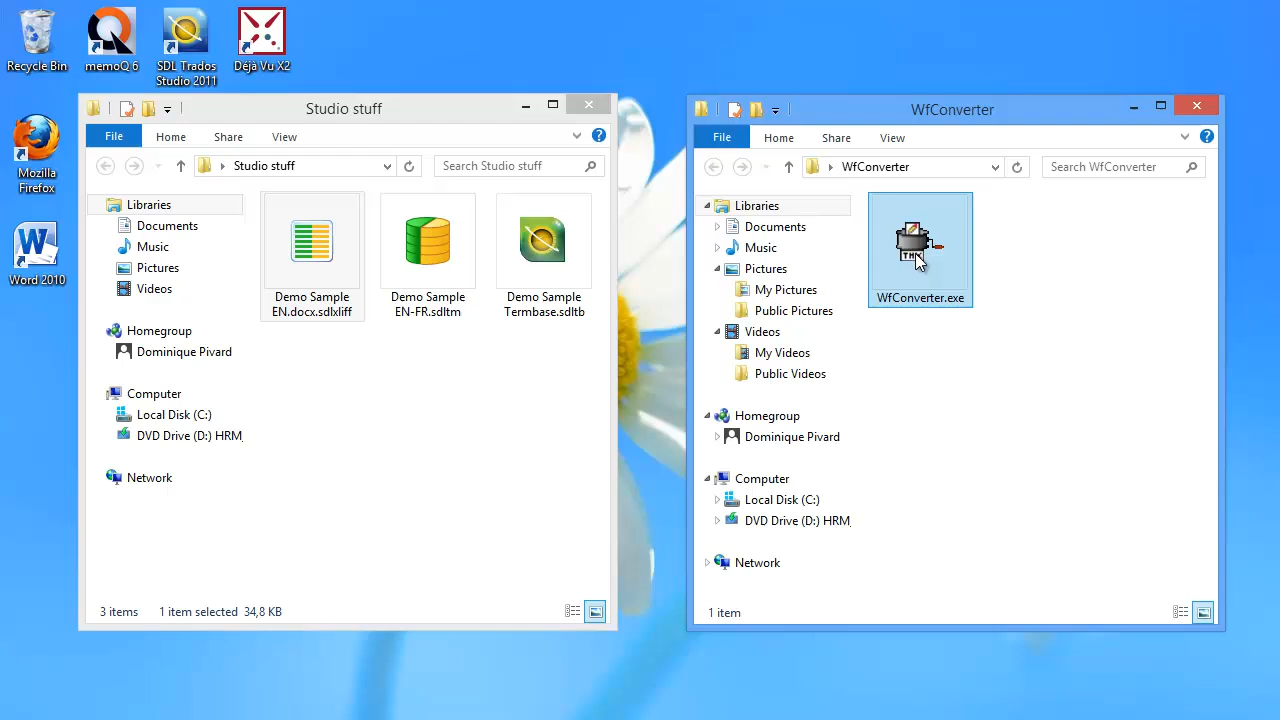 Recycle Bin
memoQ 6
SDL Trados
Studio 2011
Déjà Vu X2
Mozilla
Firefox
Word 2010
Studio stuff
File
Home
Share
View
Studio stuff
Search Studio stuff
Libraries
Documents
Music
Pictures
Videos
Homegroup
Dominique Pivard
Computer
Local Disk (C:)
DVD Drive (D:) HRM
Network
Demo Sample
EN.docx.sdlxliff
Demo Sample
EN-FR.sdltm
Demo Sample
Termbase.sdltb
3 items
1 item selected 34,8 KB
WfConverter
File
Home
Share
View
WfConverter
Search WfConverter
Libraries
Documents
Music
Pictures
My Pictures
Public Pictures
Videos
My Videos
Public Videos
Homegroup
Dominique Pivard
Computer
Local Disk (C:)
DVD Drive (D:) HRM
Network
WfConverter.exe
1 item